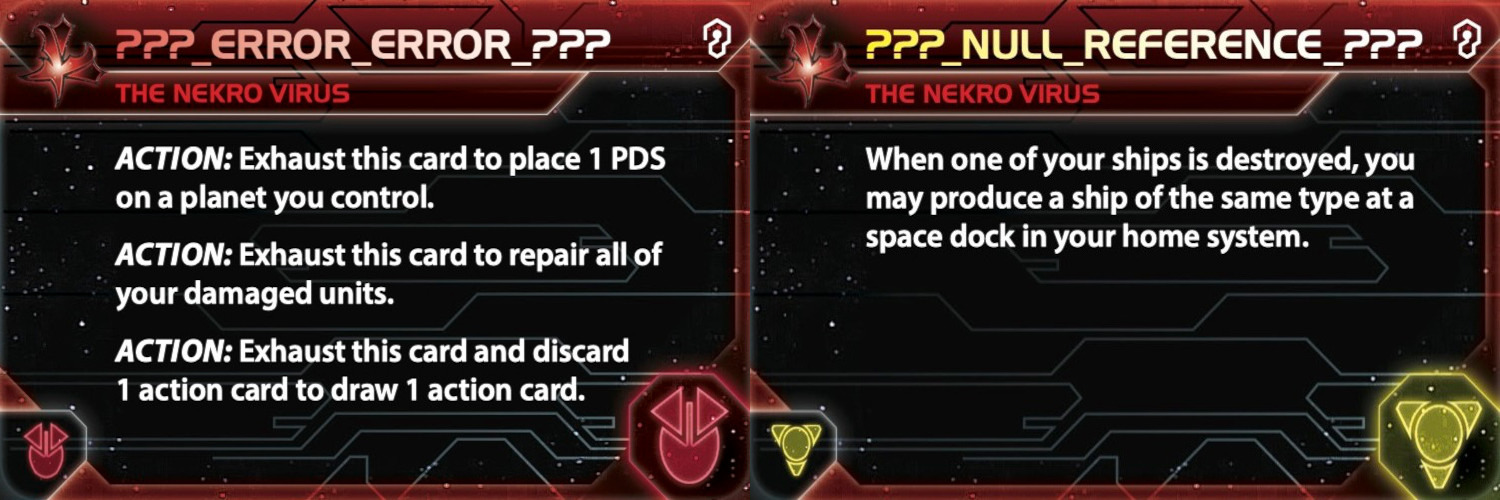 ???_ERROR_ERROR_???
THE NEKRO VIRUS
ACTION: Exhaust this card to place 1 PDS
on a planet you control.
ACTION: Exhaust this card to repair all of
your damaged units.
ACTION: Exhaust this card and discard
1 action card to draw 1 action card.
???_NULL_REFERENCE_???
THE NEKRO VIRUS
When one of your ships is destroyed, you
may produce a ship of the same type at a
space dock in your home system.